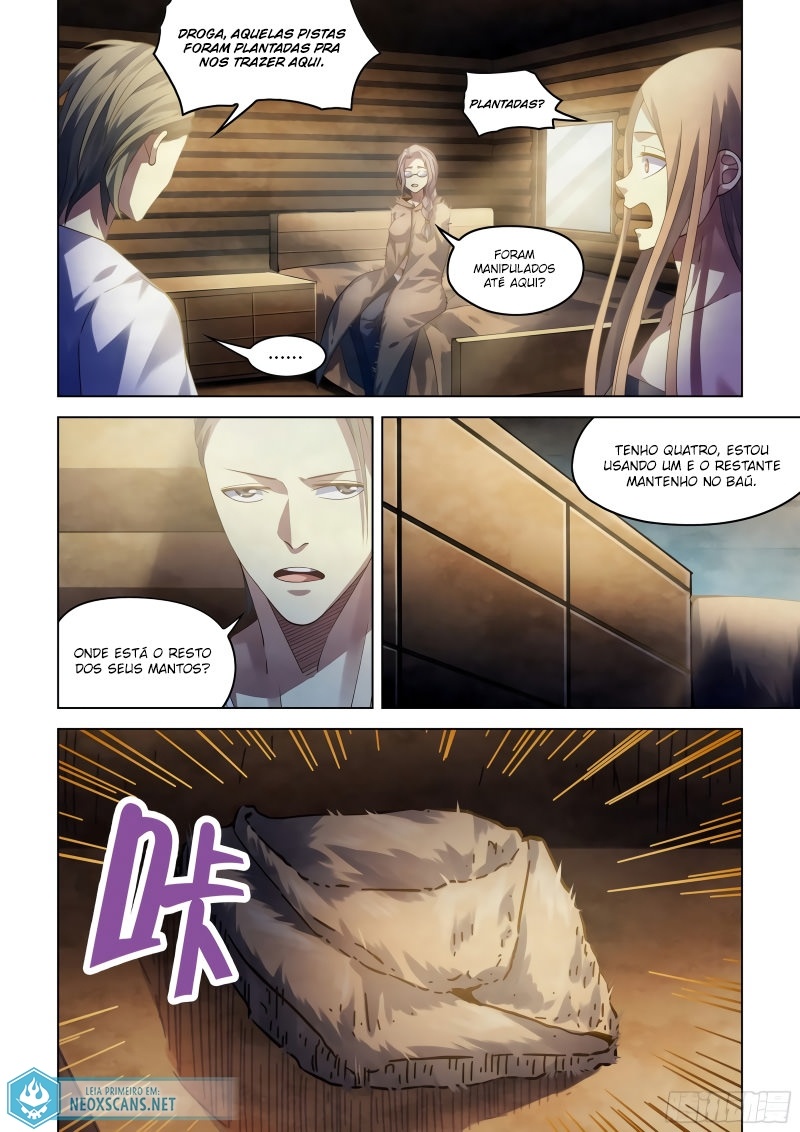 DROGA, AQUELAS PISTAS
FORAM PLANTADAS PRA
NOS TRAZER AQUI.
PLANTADAS?
FORAM
MANIPULADOS
ATÉ AQUI?
......
ONDE ESTÁ O RESTO
DOS SEUS MANTOS?
TENHO QUATRO, ESTOU
USANDO UM E O RESTANTE
MANTENHO NO BAÚ.
咔
LEIA PRIMEIRO EM:
NEOXSCANS.NET